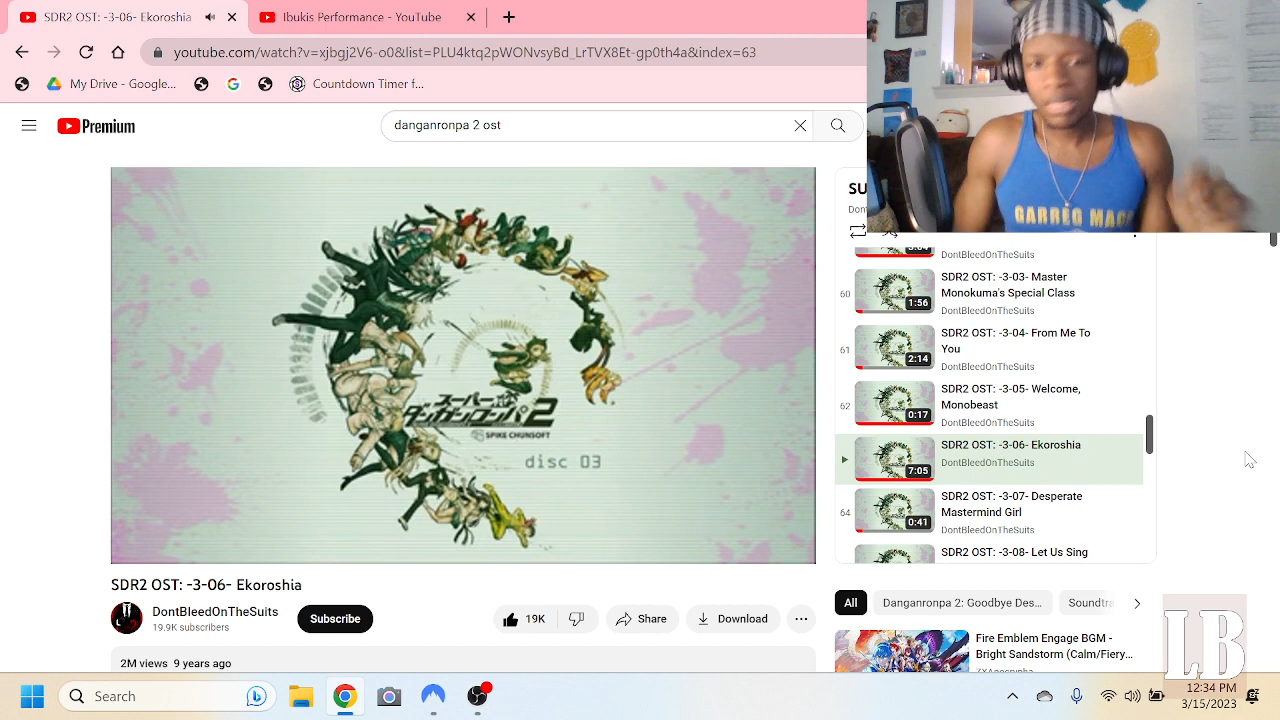 SDR2 OST: -3-06- Ekoroshia
Ibukis Performance - YouTube
youtube.com/watch?v=xjbgj2V6-o0&list=PLU4ktq2pWONvsyJd_LrTVX8Et-gp0th4a&index=63
My Drive - Google...
Countdown Timer f...
Premium
danganronpa 2 ost
GARREG MAC
スーパー
ダンガンロンパ2
SPIKE CHUNSOFT
disc 03
DontBleedOnTheSuits
60
1:56
SDR2 OST: -3-03- Master
Monokuma's Special Class
DontBleedOnTheSuits
61
2:14
SDR2 OST: -3-04- From Me To
You
DontBleedOnTheSuits
62
0:17
SDR2 OST: -3-05- Welcome,
Monobeast
DontBleedOnTheSuits
7:05
SDR2 OST: -3-06- Ekoroshia
DontBleedOnTheSuits
64
0:41
SDR2 OST: -3-07- Desperate
Mastermind Girl
DontBleedOnTheSuits
SDR2 OST: -3-08- Let Us Sing
SDR2 OST: -3-06- Ekoroshia
DontBleedOnTheSuits
19.9K subscribers
Subscribe
19K
Share
Download
2M views 9 years ago
All
Danganronpa 2: Goodbye Des...
Soundtra
Fire Emblem Engage BGM -
Bright Sandstorm (Calm/Fiery...
LB
Search
12:34 PM
3/15/2023